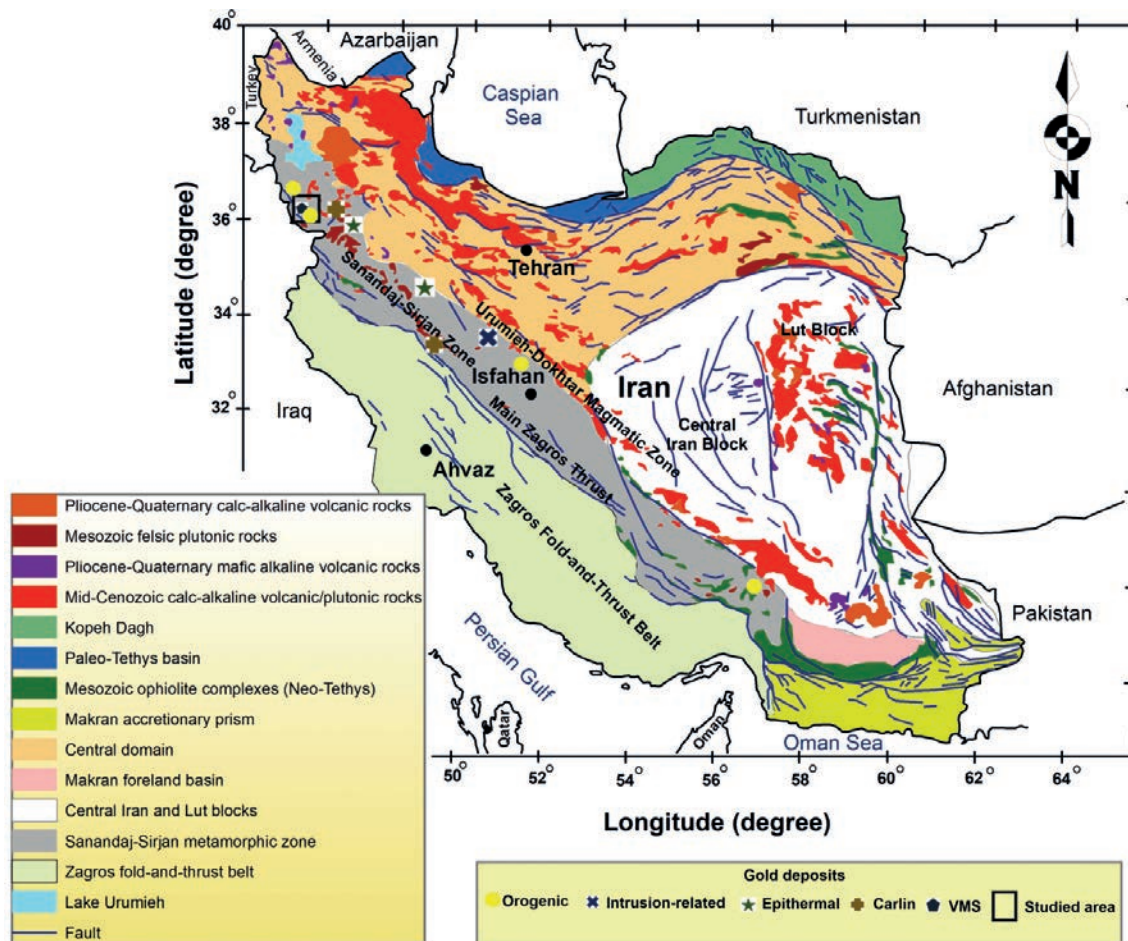 40°
Azarbaijan
Armenia
Turkey
Caspian
Sea
Turkmenistan
38°
N
36°
Tehran
Latitude (degree)
Sanandaj-Sirjan Zone
34°
Urumieh-Dokhtar Magmatic Zone
Lut Block
Isfahan
Iran
Afghanistan
Iraq
32°
Main Zagros Thrust
Central
Iran Block
Ahvaz
Zagros Fold-and-Thrust Belt
Pakistan
Persian Gulf
Qatar
Oman
Oman Sea
50° 52° 54° 56° 58° 60° 62° 64°
Longitude (degree)
Pliocene-Quaternary calc-alkaline volcanic rocks
Mesozoic felsic plutonic rocks
Pliocene-Quaternary mafic alkaline volcanic rocks
Mid-Cenozoic calc-alkaline volcanic/plutonic rocks
Kopeh Dagh
Paleo-Tethys basin
Mesozoic ophiolite complexes (Neo-Tethys)
Makran accretionary prism
Central domain
Makran foreland basin
Central Iran and Lut blocks
Sanandaj-Sirjan metamorphic zone
Zagros fold-and-thrust belt
Lake Urumieh
Fault
Gold deposits
Orogenic Intrusion-related Epithermal Carlin VMS Studied area